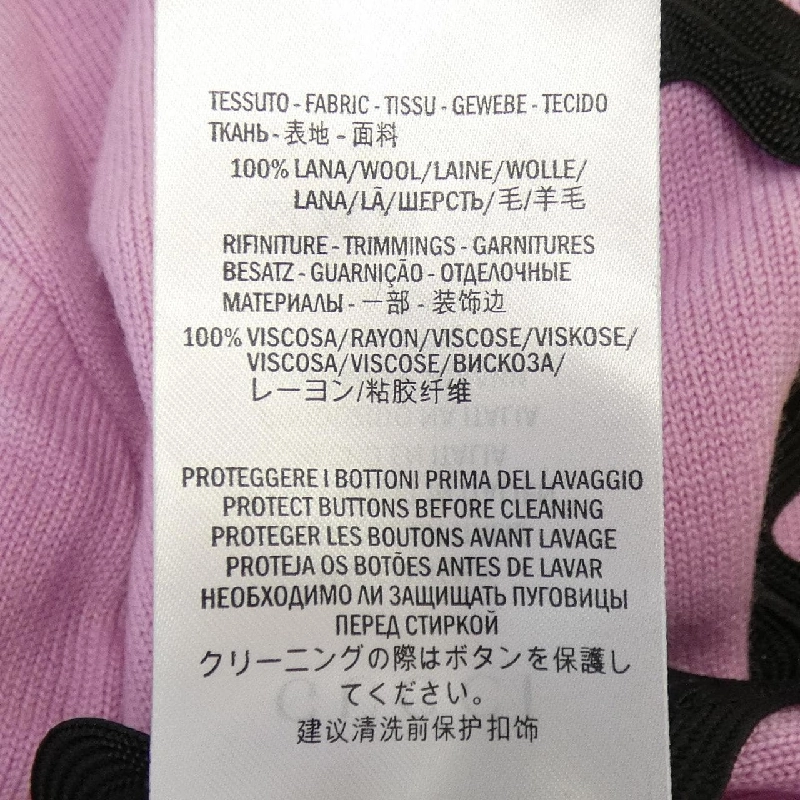 TESSUTO - FABRIC - TISSU - GEWEBE - TECIDO
ТКАНЬ - 表地 - 面料
100% LANA/WOOL/LAINE/WOLLE/
LANA/LÃ/ШЕРСТЬ/毛/羊毛
RIFINITURE - TRIMMINGS - GARNITURES
BESATZ - GUARNIÇÃO - ОТДЕЛОЧНЫЕ
МАТЕРИАЛЫ - 一部 - 装饰边
100% VISCOSA/RAYON/VISCOSE/VISKOSE/
VISCOSA/VISCOSE/ВИСКОЗА/
レーヨン/粘胶纤维
PROTEGGERE I BOTTONI PRIMA DEL LAVAGGIO
PROTECT BUTTONS BEFORE CLEANING
PROTEGER LES BOUTONS AVANT LAVAGE
PROTEJA OS BOTÕES ANTES DE LAVAR
НЕОБХОДИМО ЛИ ЗАЩИЩАТЬ ПУГОВИЦЫ
ПЕРЕД СТИРКОЙ
クリーニングの際はボタンを保護し
てください。
建议清洗前保护扣饰